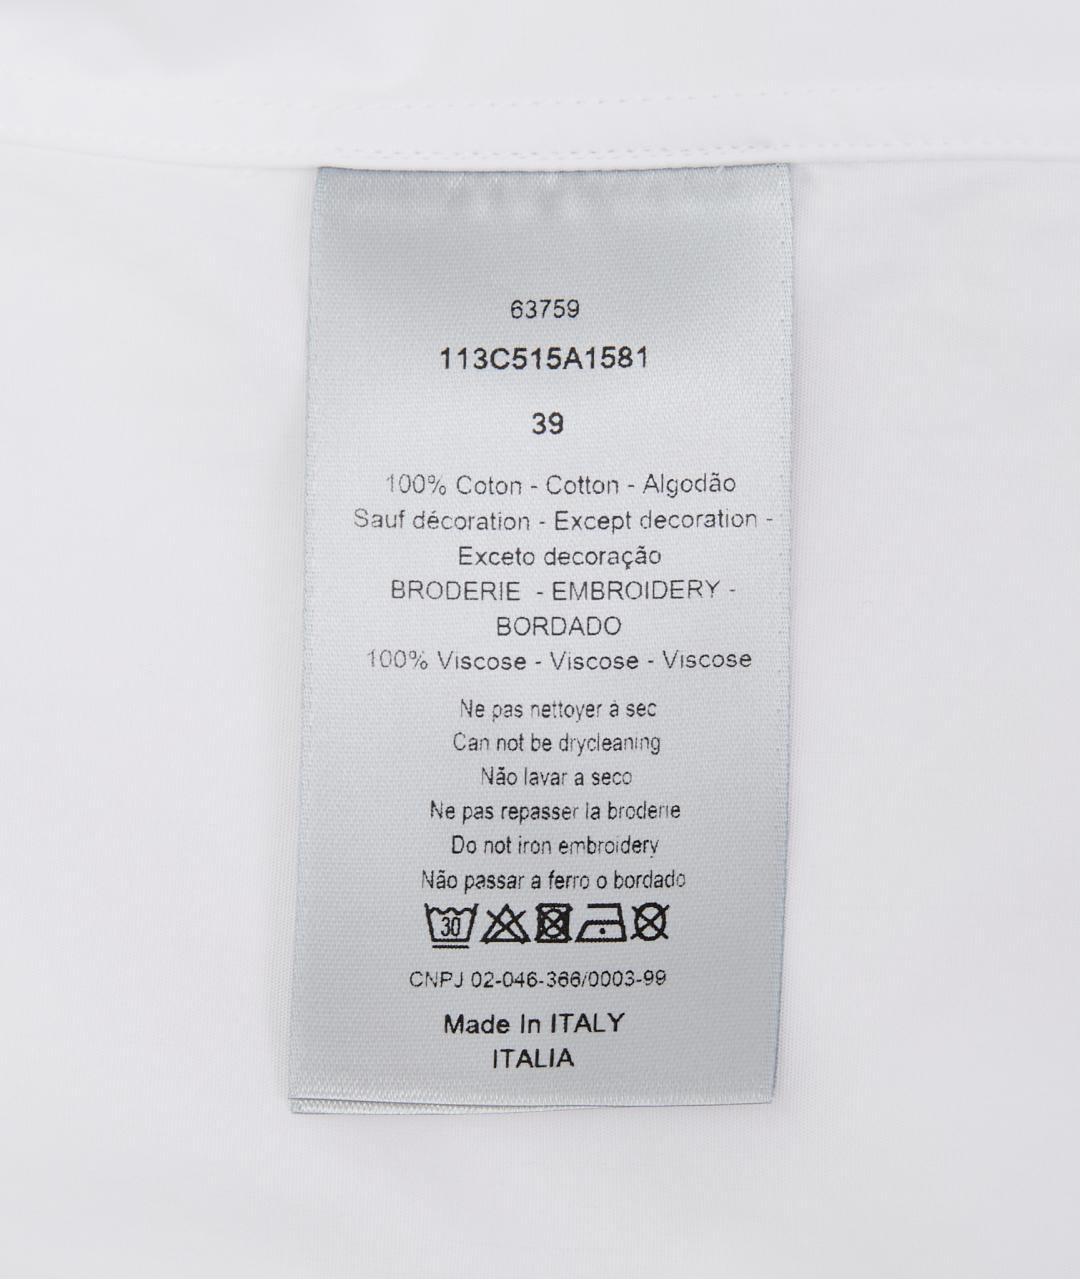 63759
113C515A1581
39
100% Coton - Cotton - Algodão
Sauf décoration - Except decoration -
Exceto decoração
BRODERIE - EMBROIDERY -
BORDADO
100% Viscose - Viscose - Viscose
Ne pas nettoyer à sec
Can not be drycleaning
Não lavar a seco
Ne pas repasser la broderie
Do not iron embroidery
Não passar a ferro o bordado
30
CNPJ 02-046-366/0003-99
Made In ITALY
ITALIA